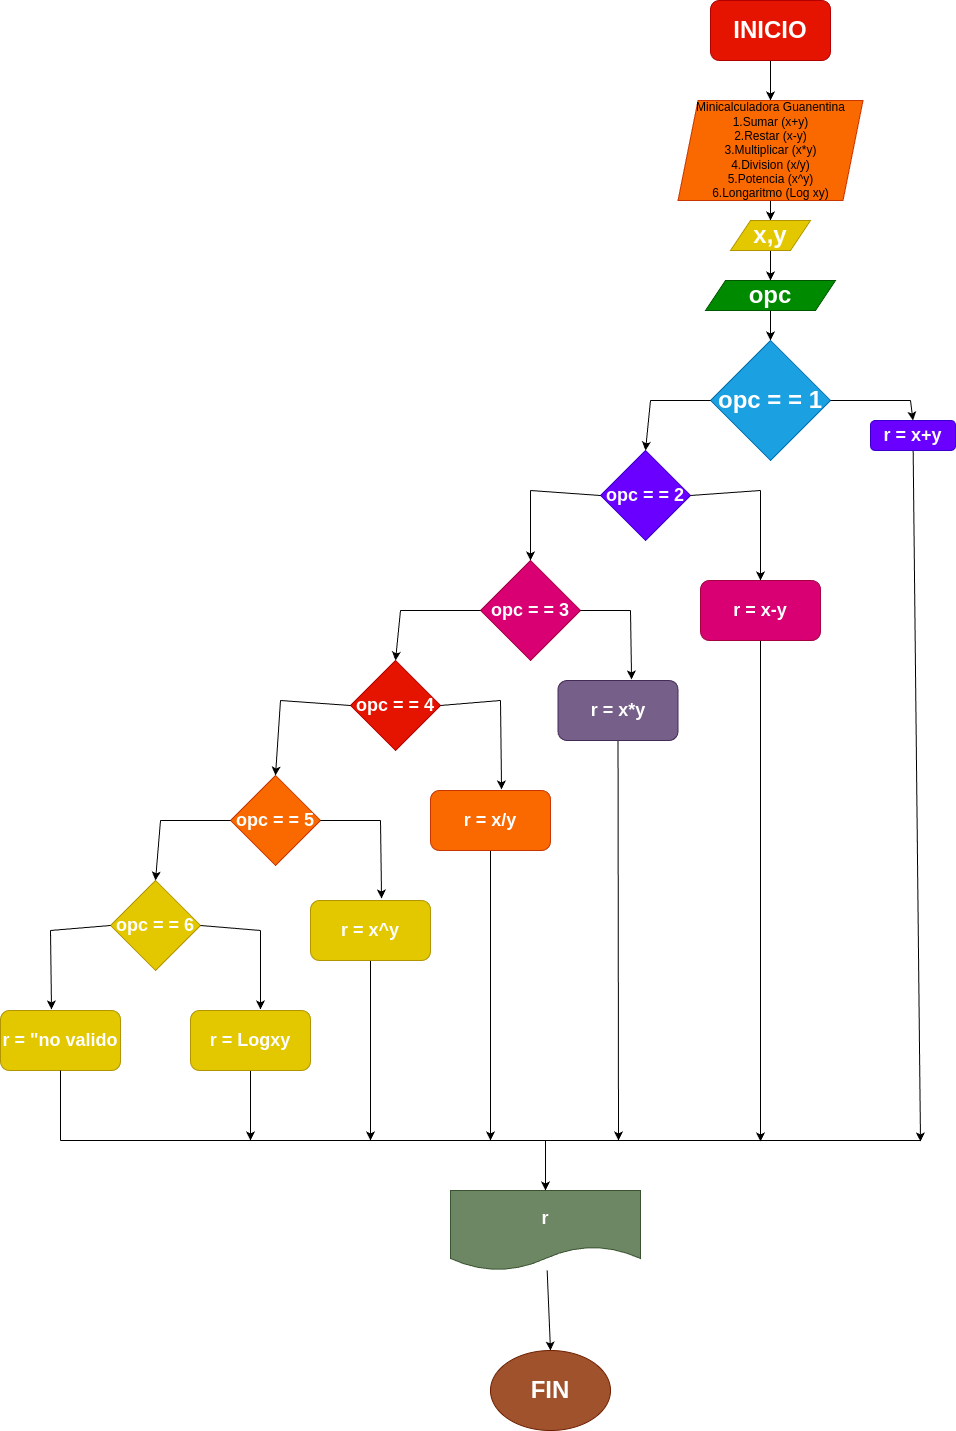 INICIO
Minicalculadora Guanentina
1.Sumar (x+y)
2.Restar (x-y)
3.Multiplicar (x*y)
4.Division (x/y)
5.Potencia (x^y)
6.Longaritmo (Log xy)
x,y
opc
opc = = 1
r = x+y
opc = = 2
opc = = 3
r = x-y
opc = = 4
r = x*y
opc = = 5
r = x/y
opc = = 6
r = x^y
r = "no valido
r = Logxy
r
FIN